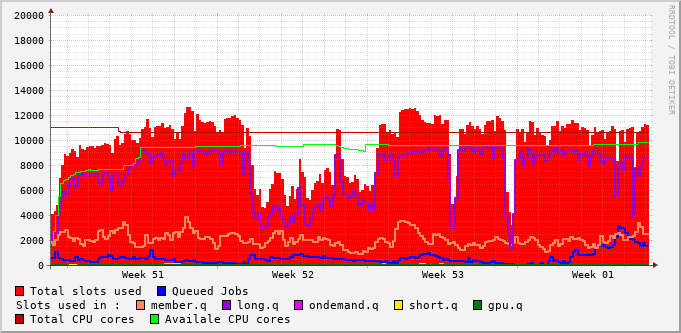 20000
18000
16000
14000
12000
10000
8000
6000
4000
2000
0
RRDTOOL / TOBI OETIKER
Week 51 Week 52 Week 53 Week 01
Total slots used Queued Jobs
Slots used in : member.q long.q ondemand.q short.q gpu.q
Total CPU cores Availale CPU cores